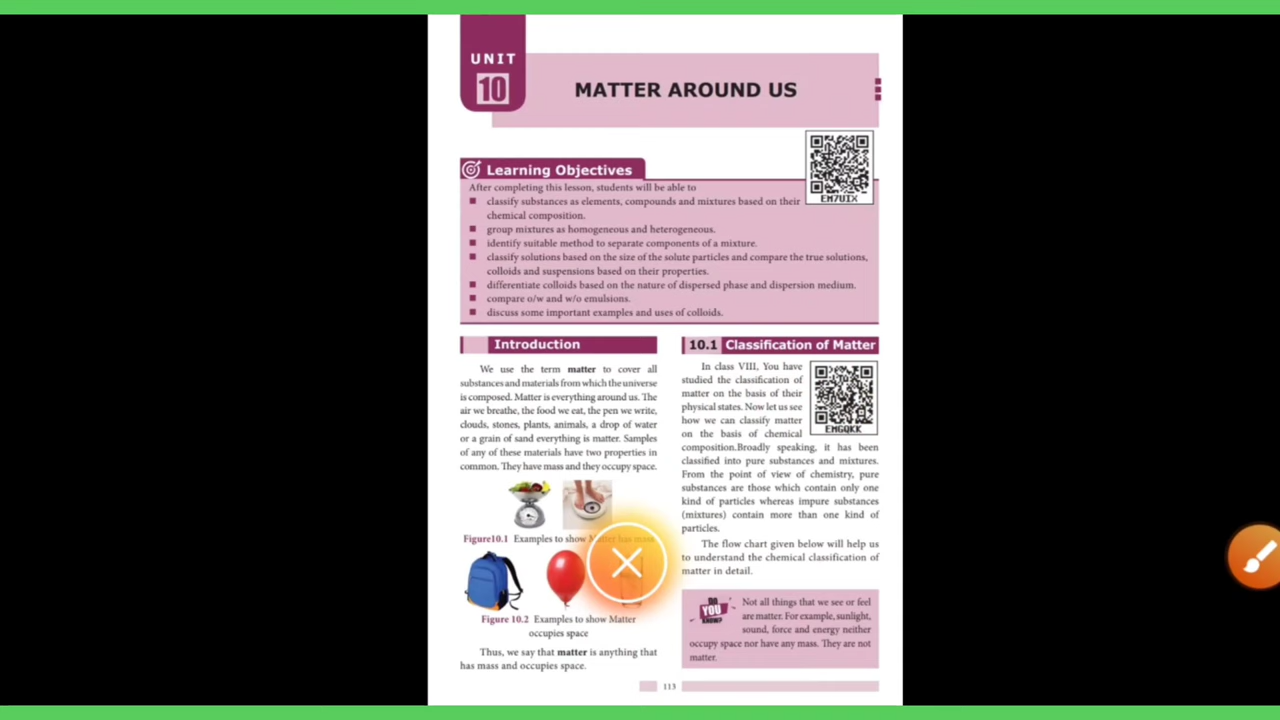 UNIT
10
MATTER AROUND US
EM7UIX
Learning Objectives
After completing this lesson, students will be able to
classify substances as elements, compounds and mixtures based on their
chemical composition.
group mixtures as homogeneous and heterogeneous.
identify suitable method to separate components of a mixture.
classify solutions based on the size of the solute particles and compare the true solutions,
colloids and suspensions based on their properties.
differentiate colloids based on the nature of dispersed phase and dispersion medium.
compare o/w and w/o emulsions.
discuss some important examples and uses of colloids.
Introduction
We use the term matter to cover all
substances and materials from which the universe
is composed. Matter is everything around us. The
air we breathe, the food we eat, the pen we write,
clouds, stones, plants, animals, a drop of water
or a grain of sand everything is matter. Samples
of any of these materials have two properties in
common. They have mass and they occupy space.
Figure10.1 Examples to show Matter has mass
Figure 10.2 Examples to show Matter
occupies space
Thus, we say that matter is anything that
has mass and occupies space.
10.1 Classification of Matter
In class VIII, You have
studied the classification of
matter on the basis of their
physical states. Now let us see
how we can classify matter
on the basis of chemical
EMGQKK
composition.Broadly speaking, it has been
classified into pure substances and mixtures.
From the point of view of chemistry, pure
substances are those which contain only one
kind of particles whereas impure substances
(mixtures) contain more than one kind of
particles.
The flow chart given below will help us
to understand the chemical classification of
matter in detail.
DO
YOU
KNOW?
Not all things that we see or feel
are matter. For example, sunlight,
sound, force and energy neither
occupy space nor have any mass. They are not
matter.
113